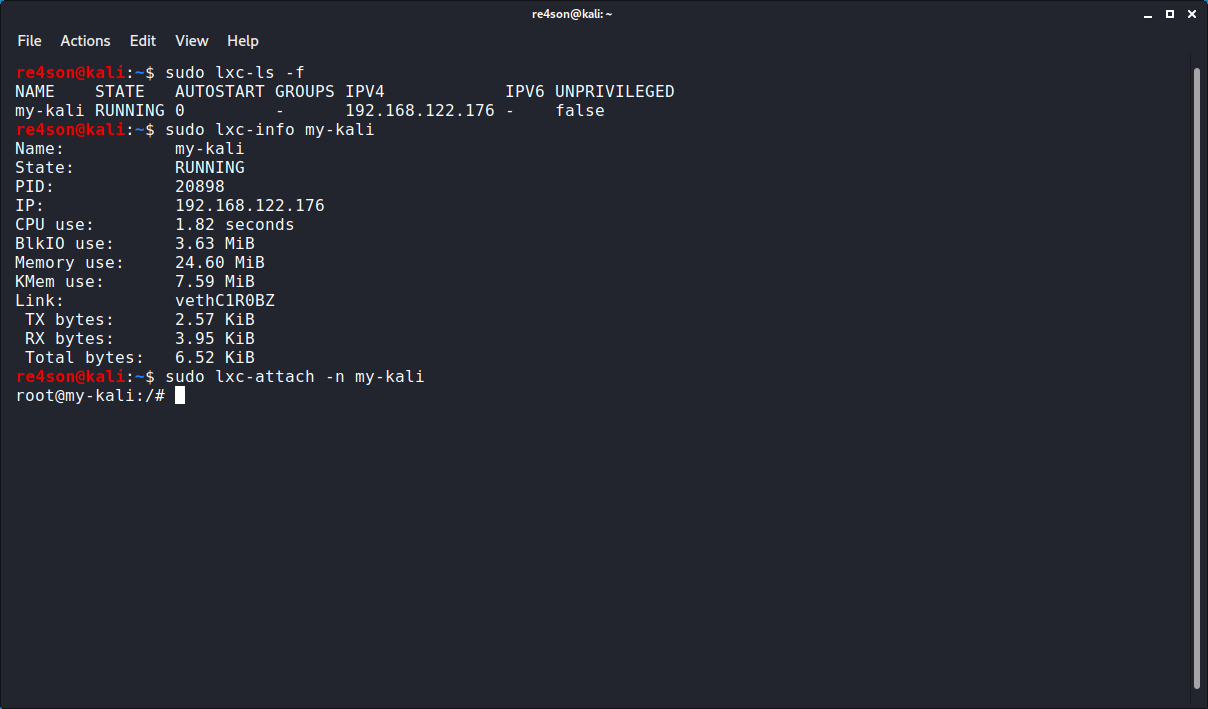 re4son@kali: ~
File Actions Edit View Help
re4son@kali:~$ sudo lxc-ls -f
NAME    STATE   AUTOSTART GROUPS IPV4            IPV6 UNPRIVILEGED
my-kali RUNNING 0         -      192.168.122.176 -    false
re4son@kali:~$ sudo lxc-info my-kali
Name:           my-kali
State:          RUNNING
PID:            20898
IP:             192.168.122.176
CPU use:        1.82 seconds
BlkIO use:      3.63 MiB
Memory use:     24.60 MiB
KMem use:       7.59 MiB
Link:           vethC1R0BZ
 TX bytes:      2.57 KiB
 RX bytes:      3.95 KiB
 Total bytes:   6.52 KiB
re4son@kali:~$ sudo lxc-attach -n my-kali
root@my-kali:/#